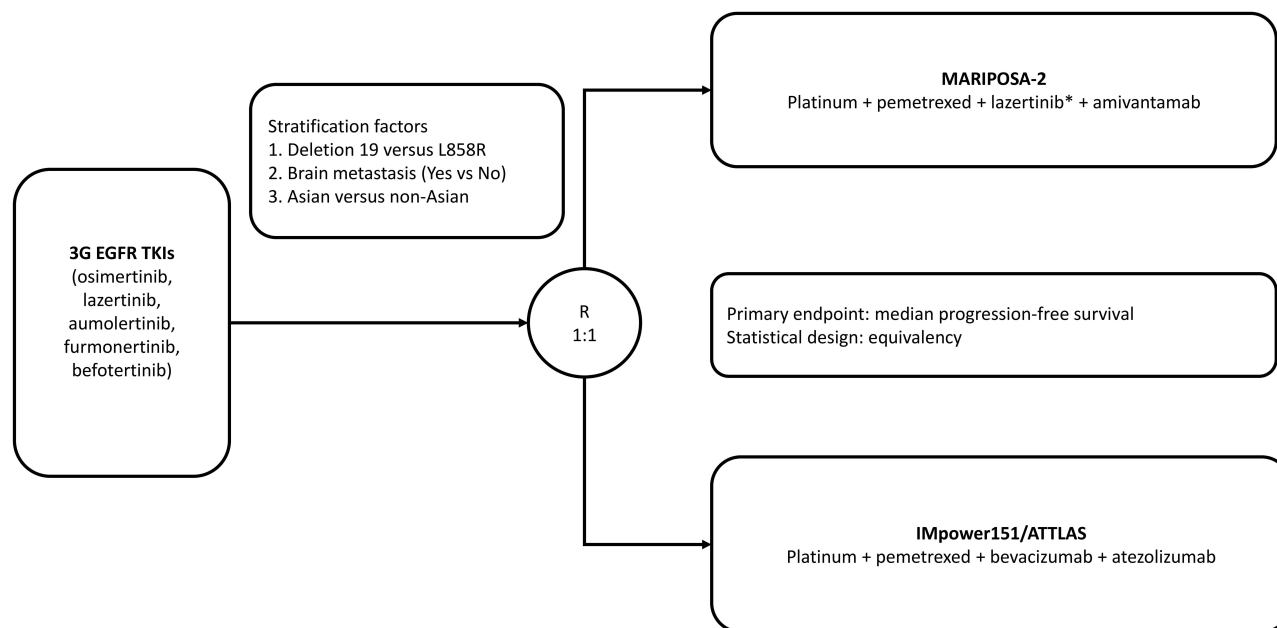 3G EGFR TKIs
(osimertinib,
lazertinib,
aumolertinib,
furmonertinib,
befotertinib)
Stratification factors
1. Deletion 19 versus L858R
2. Brain metastasis (Yes vs No)
3. Asian versus non-Asian
R
1:1
MARIPOSA-2
Platinum + pemetrexed + lazertinib* + amivantamab
Primary endpoint: median progression-free survival
Statistical design: equivalency
IMpower151/ATTLAS
Platinum + pemetrexed + bevacizumab + atezolizumab